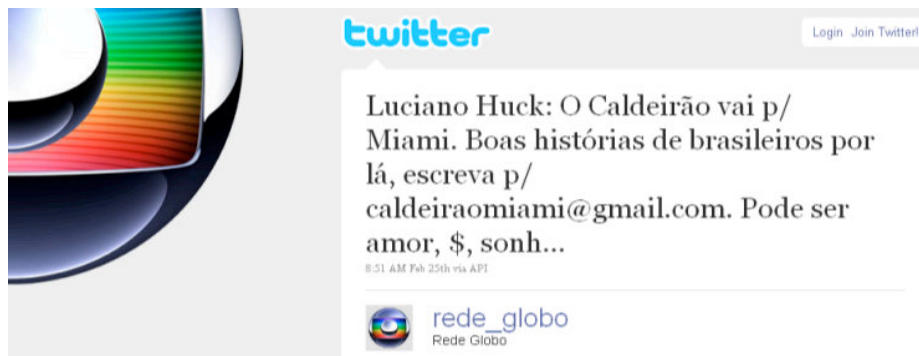 twitter
Login Join Twitter!
Luciano Huck: O Caldeirão vai p/
Miami. Boas histórias de brasileiros por
lá, escreva p/
caldeiraomiami@gmail.com. Pode ser
amor, $, sonh...
8:51 AM Feb 25th via API
rede_globo
Rede Globo